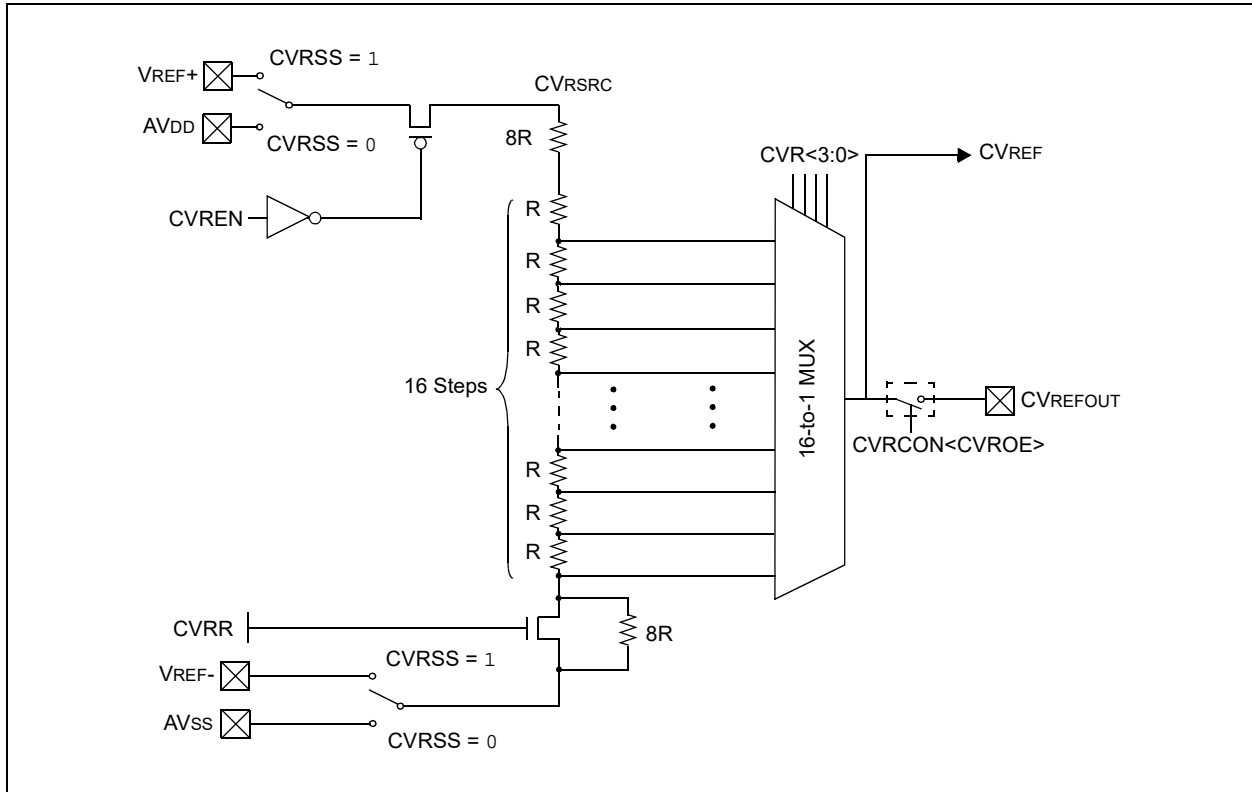 CVRSS = 1
VREF+
CVRSRC
AVDD
8R
CVRSS = 0
CVR<3:0>
CVREF
CVREN
R
R
R
R
16 Steps
16-to-1 MUX
CVREFOUT
CVRCON<CVROE>
R
R
R
CVRR
8R
CVRSS = 1
VREF-
AVSS
CVRSS = 0